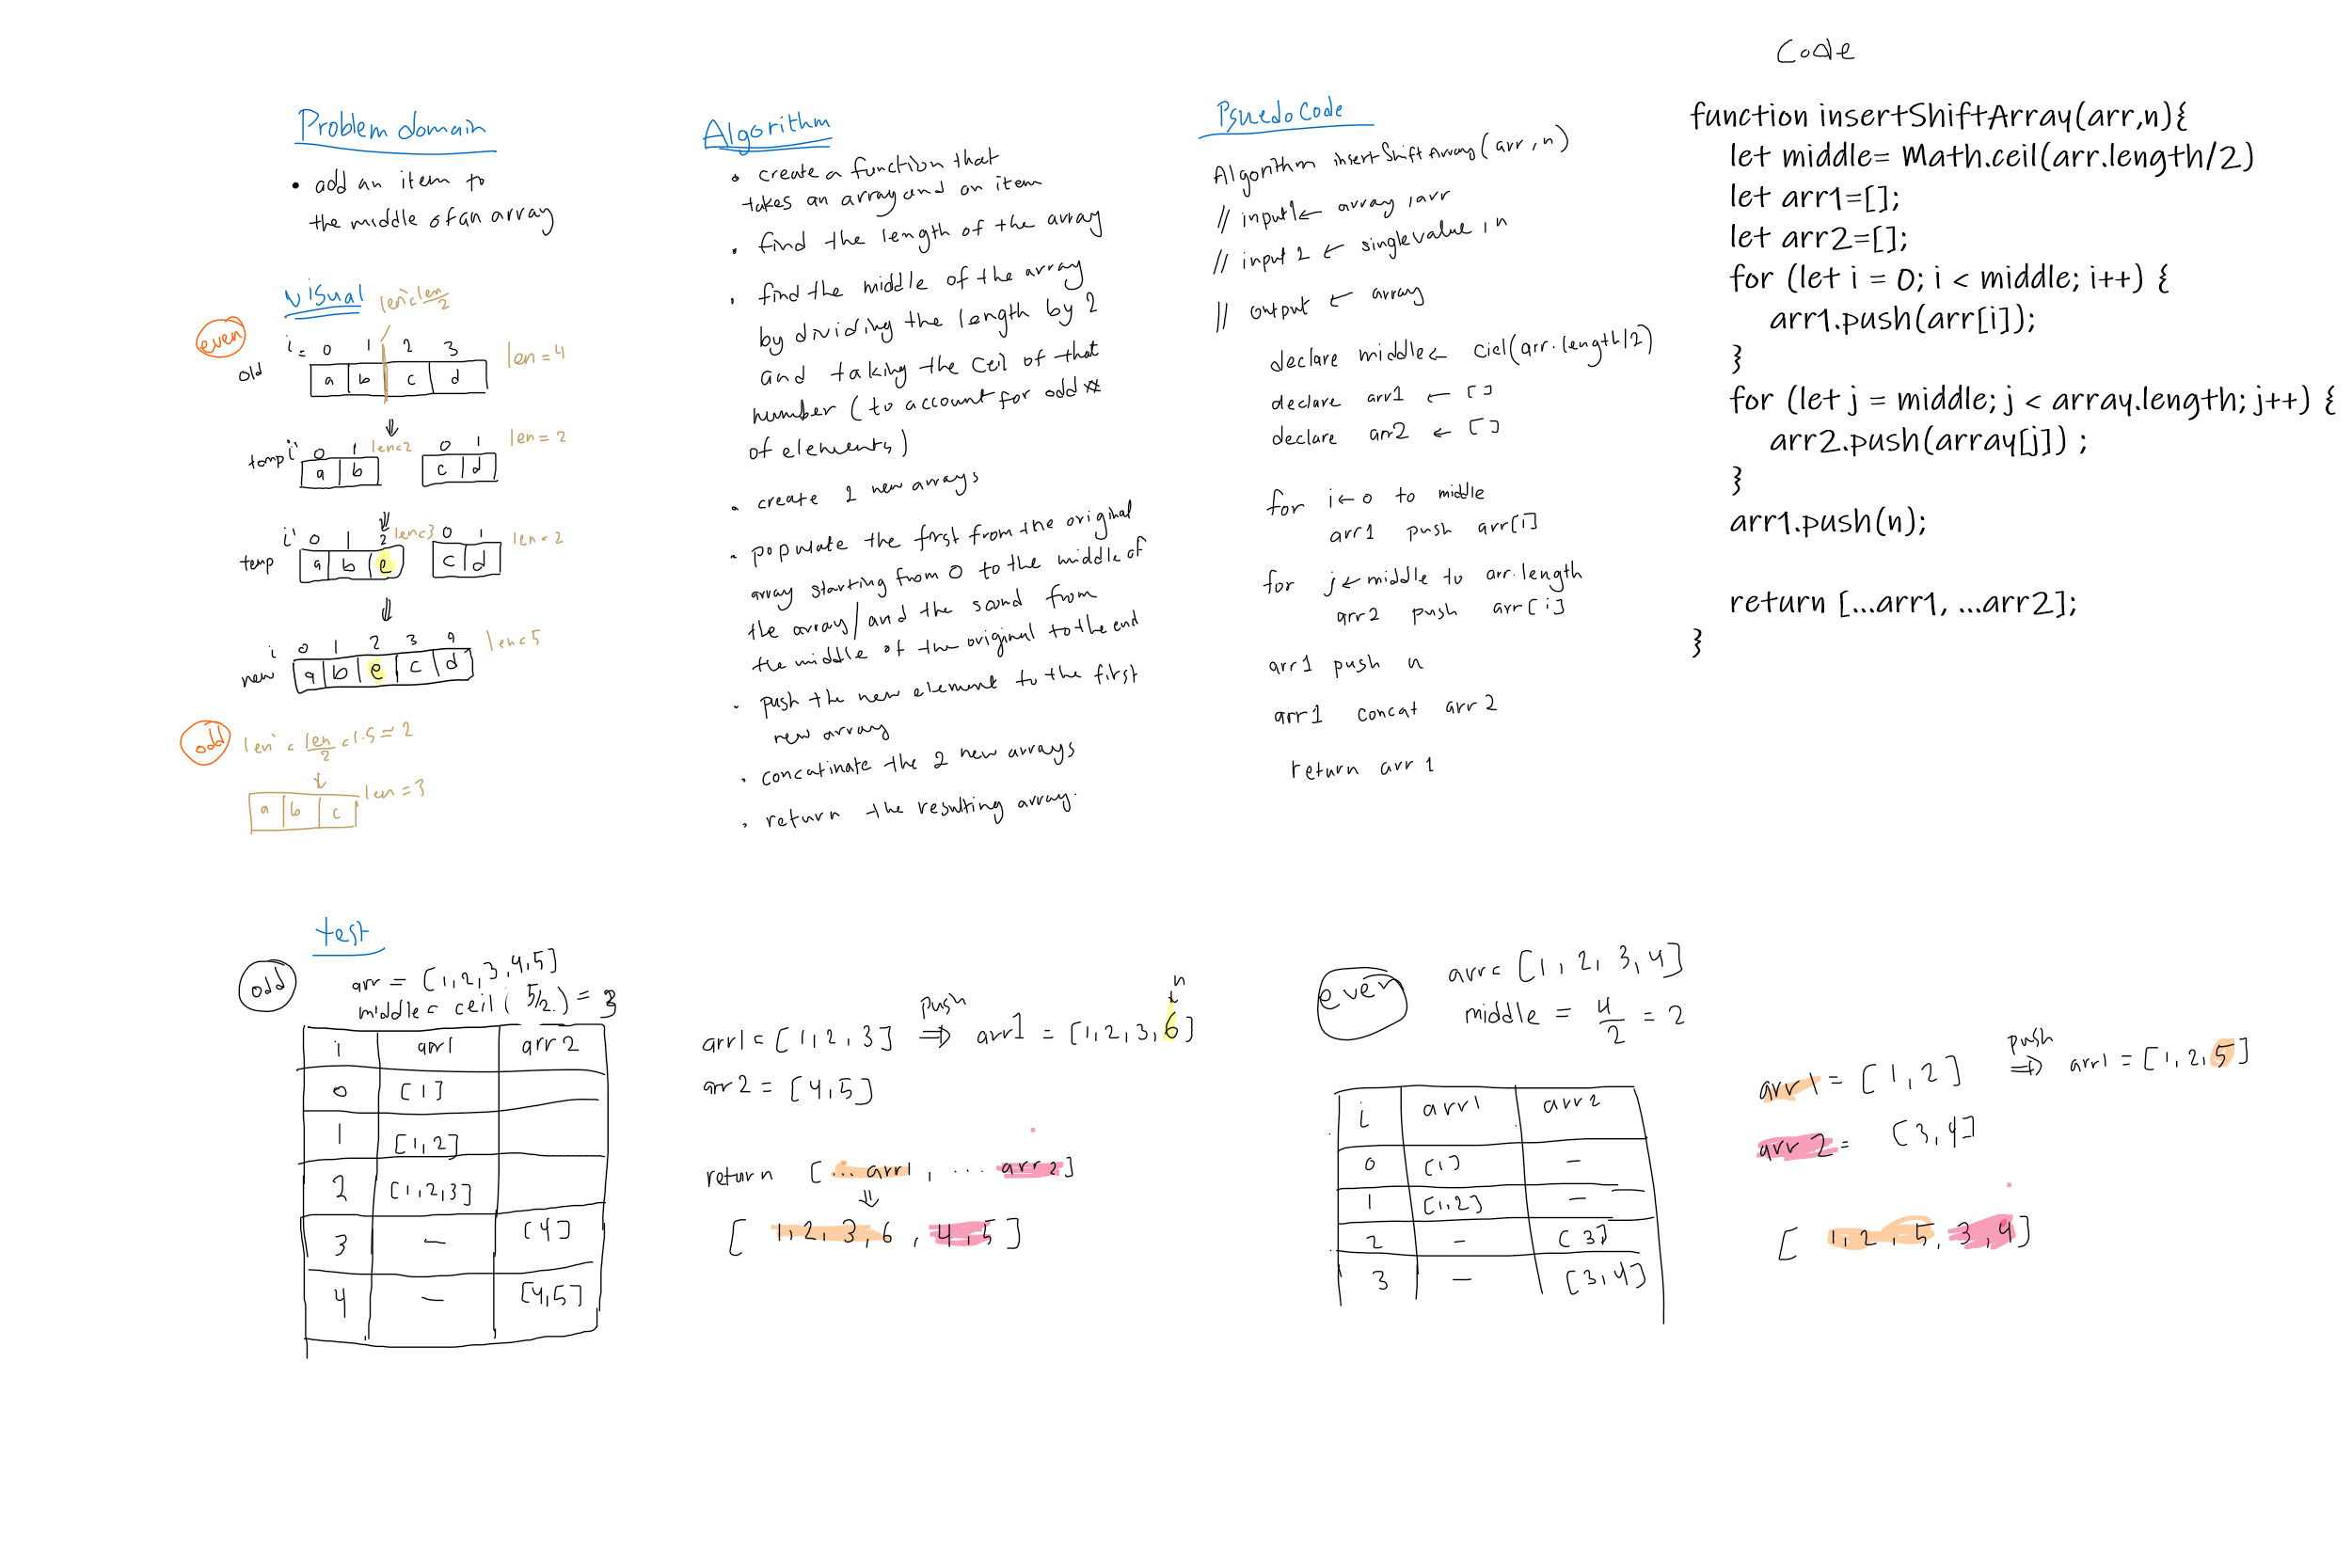 Problem domain
• add an item to
the middle of an array
visual
len = len/2
even
i = 0 1 2 3
old a b c d len = 4
temp i 0 1 len=2 0 1 len = 2
a b c d
i 0 1 2 len=3 0 1 len = 2
temp a b e c d
i 0 1 2 3 4 len=5
new a b e c d
odd len = len/2 = 1.5 ≈ 2
a b c len = 3
Algorithm
• create a function that
takes an array and an item
• find the length of the array
• find the middle of the array
by dividing the length by 2
and taking the ceil of that
number (to account for odd #
of elements)
• create 2 new arrays
• populate the first from the original
array starting from 0 to the middle of
the array / and the second from
the middle of the original to the end
• push the new element to the first
new array
• concatinate the 2 new arrays
• return the resulting array.
Psuedo Code
Algorithm insertShiftArray(arr, n)
// input1 ← array, arr
// input 2 ← single value, n
// output ← array
declare middle ← ciel(arr.length/2)
declare arr1 ← []
declare arr2 ← []
for i ← 0 to middle
arr1 push arr[i]
for j ← middle to arr.length
arr2 push arr[i]
arr1 push n
arr1 concat arr2
return arr1
Code
function insertShiftArray(arr,n){
let middle= Math.ceil(arr.length/2)
let arr1=[];
let arr2=[];
for (let i = 0; i < middle; i++) {
arr1.push(arr[i]);
}
for (let j = middle; j < array.length; j++) {
arr2.push(array[j]) ;
}
arr1.push(n);
return [...arr1, ...arr2];
}
test
odd
arr = [1,2,3,4,5]
middle = ceil(5/2.) = 3
i arr1 arr2
0 [1]
1 [1,2]
2 [1,2,3]
3 - [4]
4 - [4,5]
n
arr1 = [1,2,3] push ⇒ arr1 = [1,2,3,6]
arr2 = [4,5]
return [...arr1, ...arr2]
[1,2,3,6,4,5]
even
arr = [1,2,3,4]
middle = 4/2 = 2
i arr1 arr2
0 [1] -
1 [1,2] -
2 - [3]
3 - [3,4]
arr1 = [1,2] push ⇒ arr1 = [1,2,5]
arr2 = [3,4]
[1,2,5,3,4]